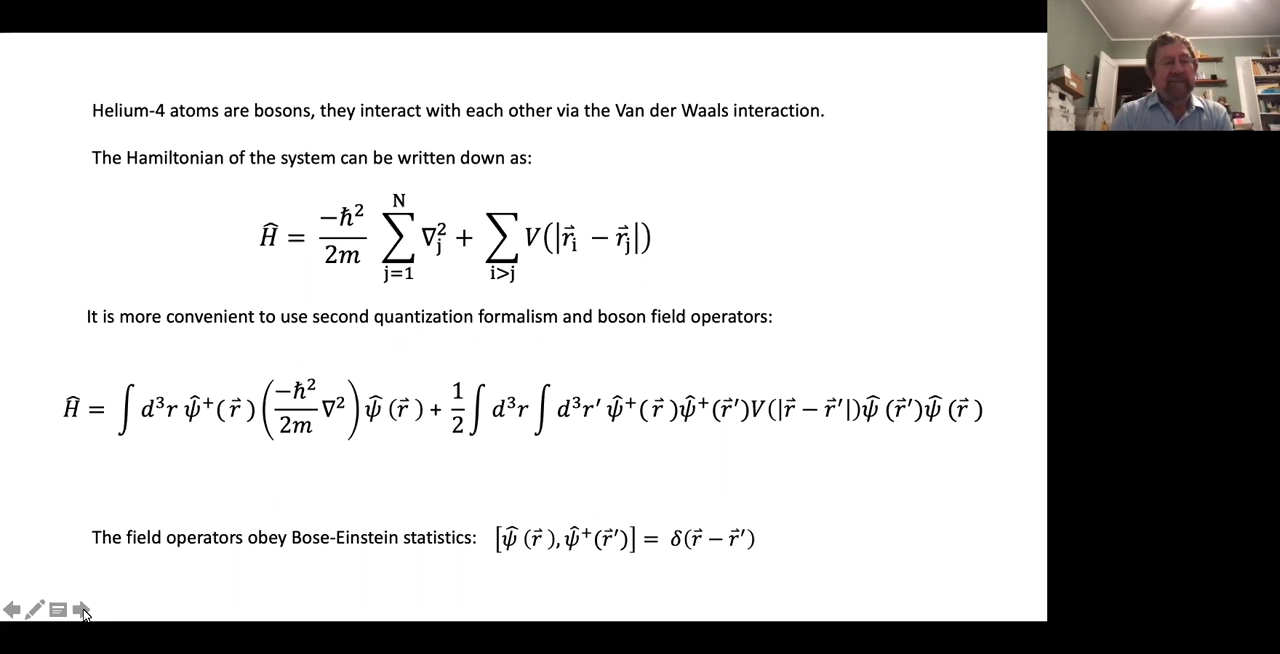 Helium-4 atoms are bosons, they interact with each other via the Van der Waals interaction.
The Hamiltonian of the system can be written down as:
Ĥ = −ħ²/2m ∑_{j=1}^{N} ∇_j² + ∑_{i>j} V(|r⃗_i − r⃗_j|)
It is more convenient to use second quantization formalism and boson field operators:
Ĥ = ∫ d³r ψ̂⁺(r⃗) (−ħ²/2m ∇²) ψ̂ (r⃗) + 1/2 ∫ d³r ∫ d³r′ ψ̂⁺(r⃗)ψ̂⁺(r⃗′)V(|r⃗ − r⃗′|)ψ̂ (r⃗′)ψ̂ (r⃗)
The field operators obey Bose-Einstein statistics: [ψ̂ (r⃗), ψ̂⁺(r⃗′)] = δ(r⃗ − r⃗′)